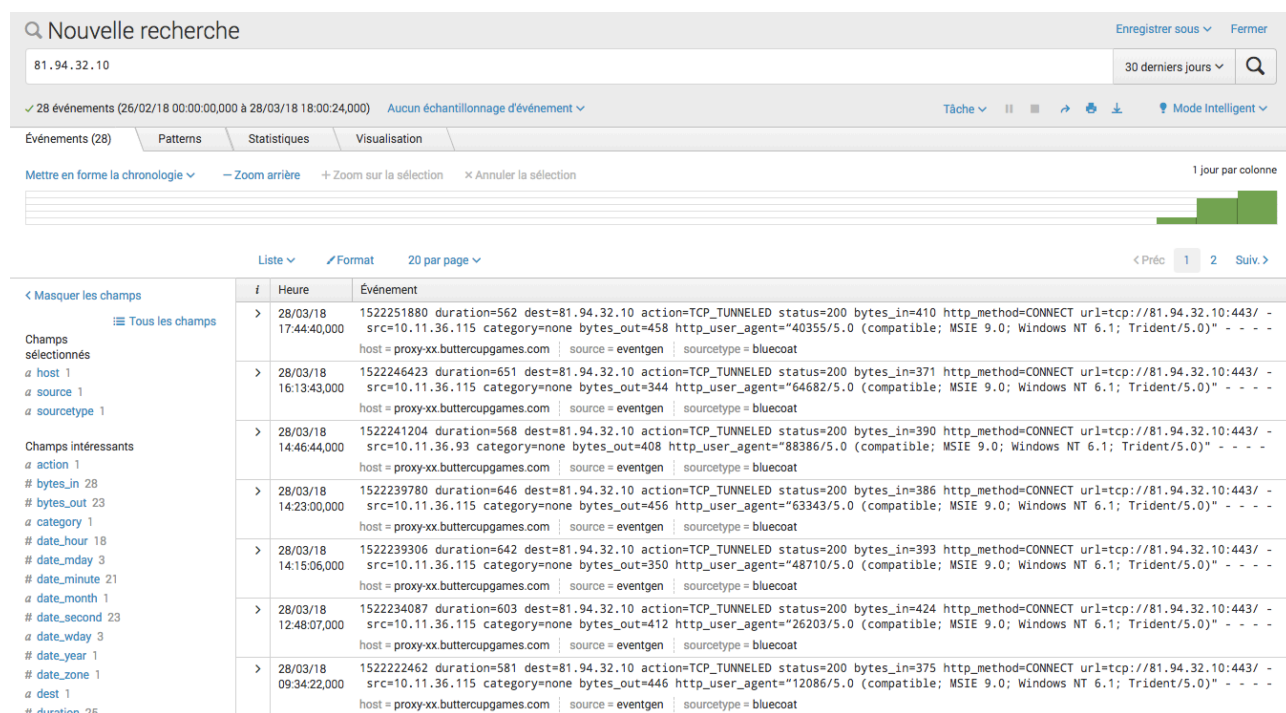 Nouvelle recherche
Enregistrer sous Fermer
81.94.32.10
30 derniers jours
28 événements (26/02/18 00:00:00,000 à 28/03/18 18:00:24,000) Aucun échantillonnage d'événement
Tâche Mode Intelligent
Événements (28) Patterns Statistiques Visualisation
Mettre en forme la chronologie — Zoom arrière + Zoom sur la sélection × Annuler la sélection
1 jour par colonne
Liste Format 20 par page
< Préc 1 2 Suiv. >
< Masquer les champs
Tous les champs
Champs
sélectionnés
a host 1
a source 1
a sourcetype 1
Champs intéressants
a action 1
# bytes_in 28
# bytes_out 23
a category 1
# date_hour 18
# date_mday 3
# date_minute 21
a date_month 1
# date_second 23
a date_wday 3
# date_year 1
# date_zone 1
a dest 1
# duration 25
i Heure Événement
> 28/03/18
17:44:40,000
1522251880 duration=562 dest=81.94.32.10 action=TCP_TUNNELED status=200 bytes_in=410 http_method=CONNECT url=tcp://81.94.32.10:443/ -
src=10.11.36.115 category=none bytes_out=458 http_user_agent="40355/5.0 (compatible; MSIE 9.0; Windows NT 6.1; Trident/5.0)" - - - -
host = proxy-xx.buttercupgames.com source = eventgen sourcetype = bluecoat
> 28/03/18
16:13:43,000
1522246423 duration=651 dest=81.94.32.10 action=TCP_TUNNELED status=200 bytes_in=371 http_method=CONNECT url=tcp://81.94.32.10:443/ -
src=10.11.36.115 category=none bytes_out=344 http_user_agent="64682/5.0 (compatible; MSIE 9.0; Windows NT 6.1; Trident/5.0)" - - - -
host = proxy-xx.buttercupgames.com source = eventgen sourcetype = bluecoat
> 28/03/18
14:46:44,000
1522241204 duration=568 dest=81.94.32.10 action=TCP_TUNNELED status=200 bytes_in=390 http_method=CONNECT url=tcp://81.94.32.10:443/ -
src=10.11.36.93 category=none bytes_out=408 http_user_agent="88386/5.0 (compatible; MSIE 9.0; Windows NT 6.1; Trident/5.0)" - - - -
host = proxy-xx.buttercupgames.com source = eventgen sourcetype = bluecoat
> 28/03/18
14:23:00,000
1522239780 duration=646 dest=81.94.32.10 action=TCP_TUNNELED status=200 bytes_in=386 http_method=CONNECT url=tcp://81.94.32.10:443/ -
src=10.11.36.115 category=none bytes_out=456 http_user_agent="63343/5.0 (compatible; MSIE 9.0; Windows NT 6.1; Trident/5.0)" - - - -
host = proxy-xx.buttercupgames.com source = eventgen sourcetype = bluecoat
> 28/03/18
14:15:06,000
1522239306 duration=642 dest=81.94.32.10 action=TCP_TUNNELED status=200 bytes_in=393 http_method=CONNECT url=tcp://81.94.32.10:443/ -
src=10.11.36.115 category=none bytes_out=350 http_user_agent="48710/5.0 (compatible; MSIE 9.0; Windows NT 6.1; Trident/5.0)" - - - -
host = proxy-xx.buttercupgames.com source = eventgen sourcetype = bluecoat
> 28/03/18
12:48:07,000
1522234087 duration=603 dest=81.94.32.10 action=TCP_TUNNELED status=200 bytes_in=424 http_method=CONNECT url=tcp://81.94.32.10:443/ -
src=10.11.36.115 category=none bytes_out=412 http_user_agent="26203/5.0 (compatible; MSIE 9.0; Windows NT 6.1; Trident/5.0)" - - - -
host = proxy-xx.buttercupgames.com source = eventgen sourcetype = bluecoat
> 28/03/18
09:34:22,000
1522222462 duration=581 dest=81.94.32.10 action=TCP_TUNNELED status=200 bytes_in=375 http_method=CONNECT url=tcp://81.94.32.10:443/ -
src=10.11.36.115 category=none bytes_out=446 http_user_agent="12086/5.0 (compatible; MSIE 9.0; Windows NT 6.1; Trident/5.0)" - - - -
host = proxy-xx.buttercupgames.com source = eventgen sourcetype = bluecoat